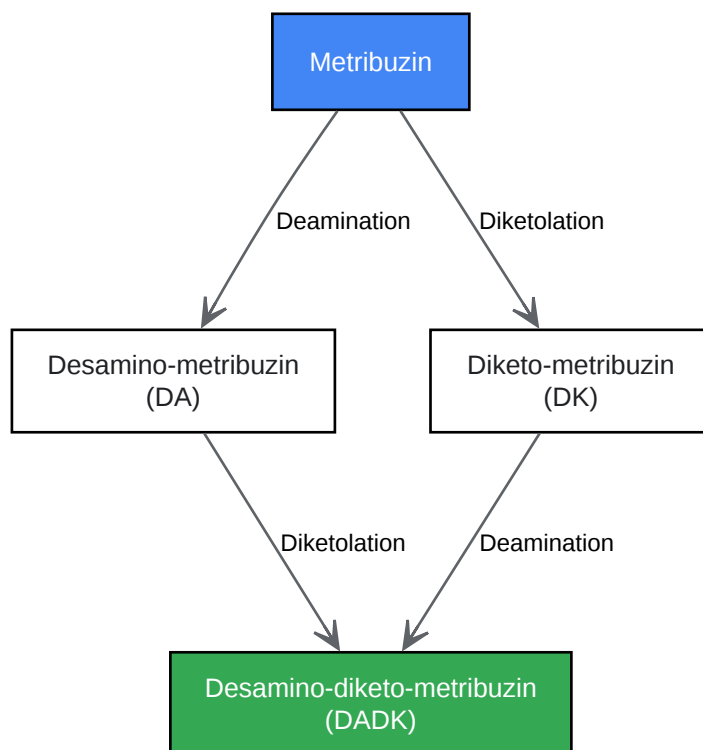 Metribuzin
Deamination
Diketolation
Desamino-metribuzin
(DA)
Diketo-metribuzin
(DK)
Diketolation
Deamination
Desamino-diketo-metribuzin
(DADK)